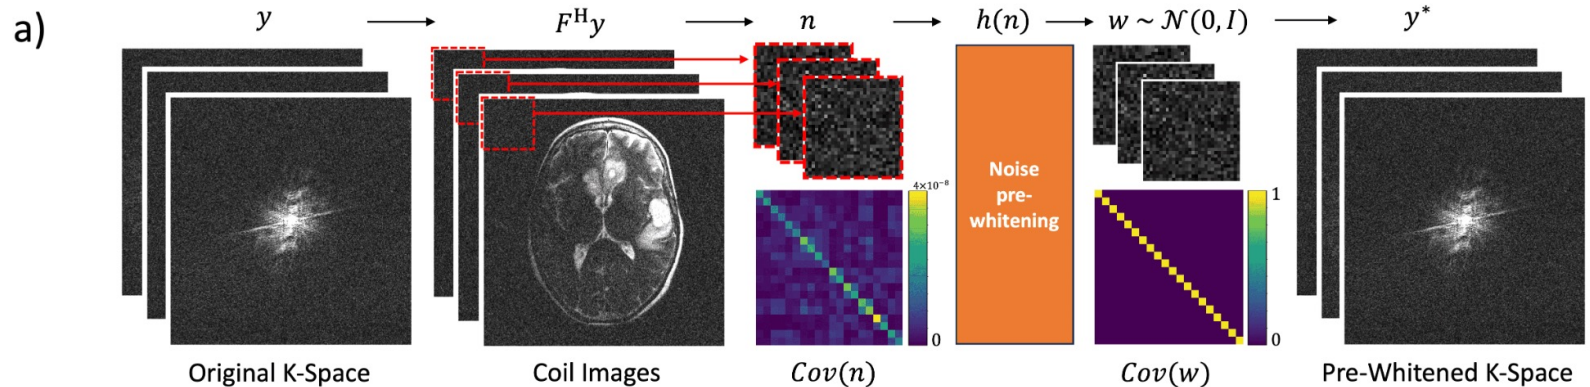 a)
y → F^H y → n → h(n) → w ~ 𝒩(0, I) → y*
4×10⁻⁸
1
Noise
pre-
whitening
0
0
Original K-Space
Coil Images
Cov(n)
Cov(w)
Pre-Whitened K-Space